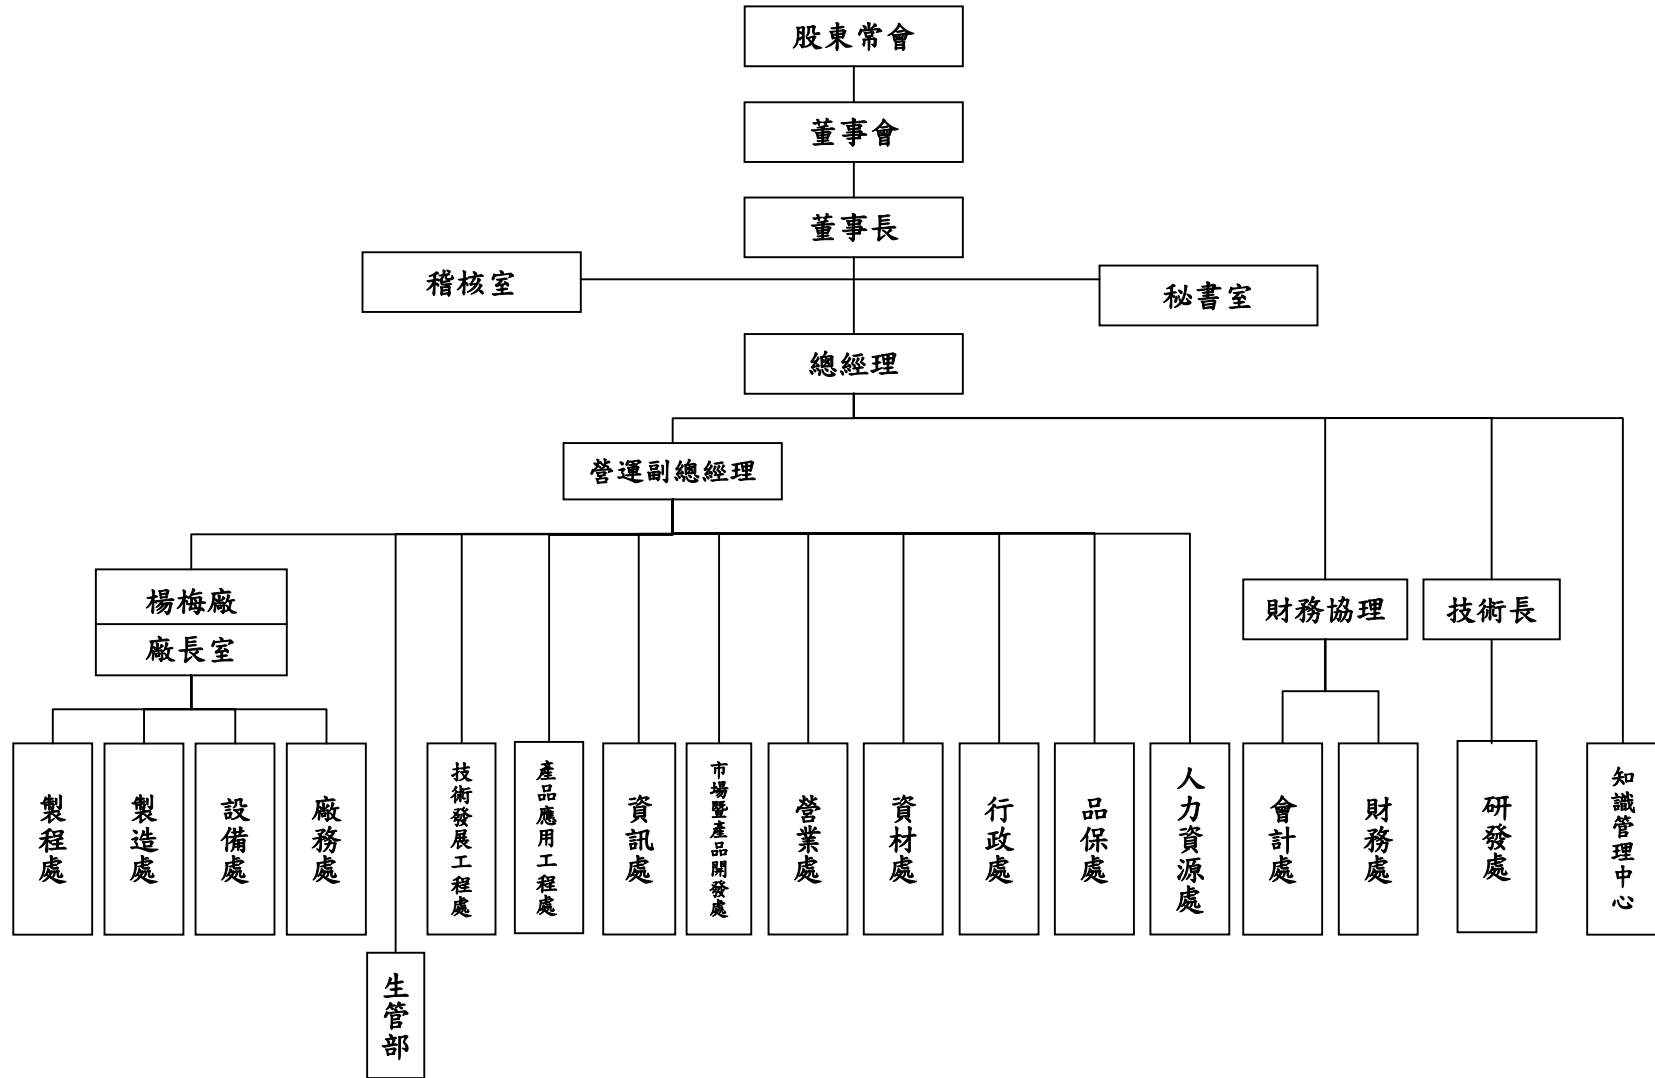 股東常會
董事會
董事長
稽核室
秘書室
總經理
營運副總經理
楊梅廠
廠長室
財務協理
技術長
製程處
製造處
設備處
廠務處
技術發展工程處
產品應用工程處
資訊處
市場暨產品開發處
營業處
資材處
行政處
品保處
人力資源處
會計處
財務處
研發處
知識管理中心
生管部